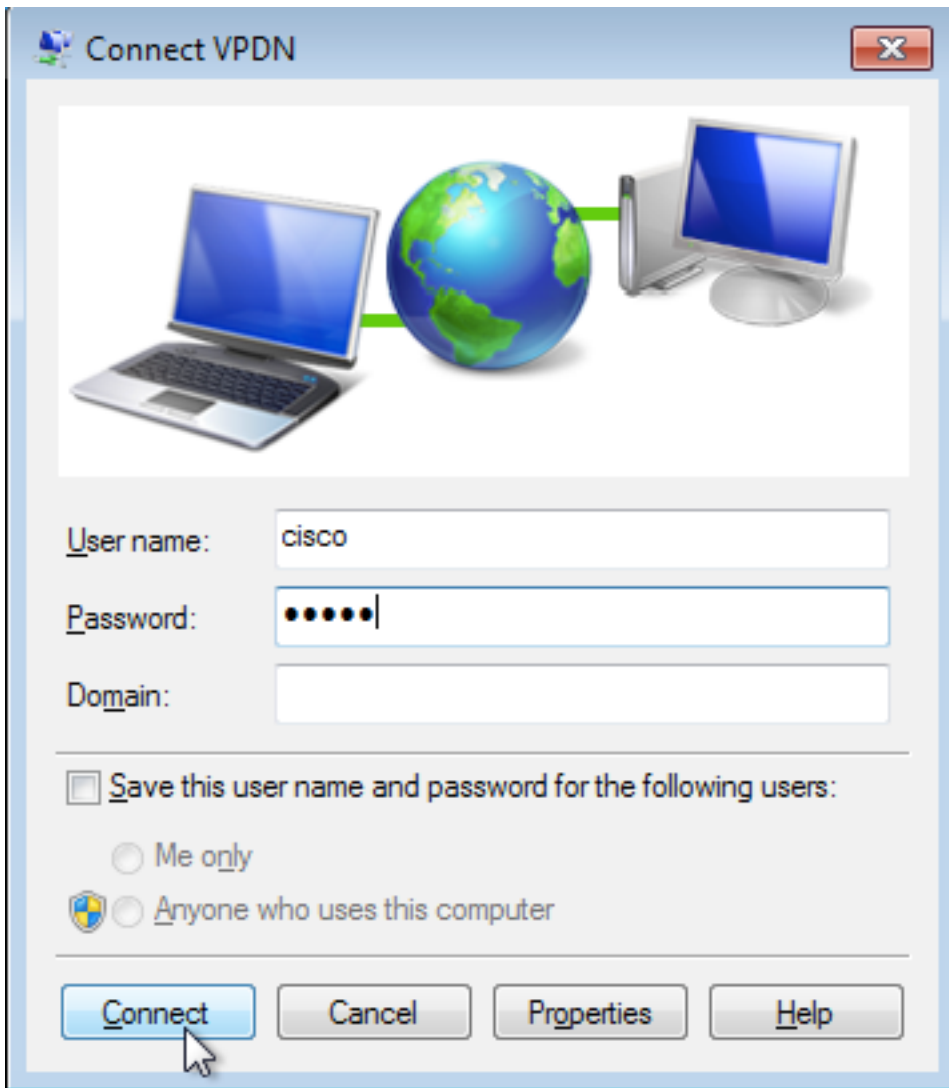 Connect VPDN
User name: cisco
Password: •••••
Domain:
Save this user name and password for the following users:
Me only
Anyone who uses this computer
Connect Cancel Properties Help